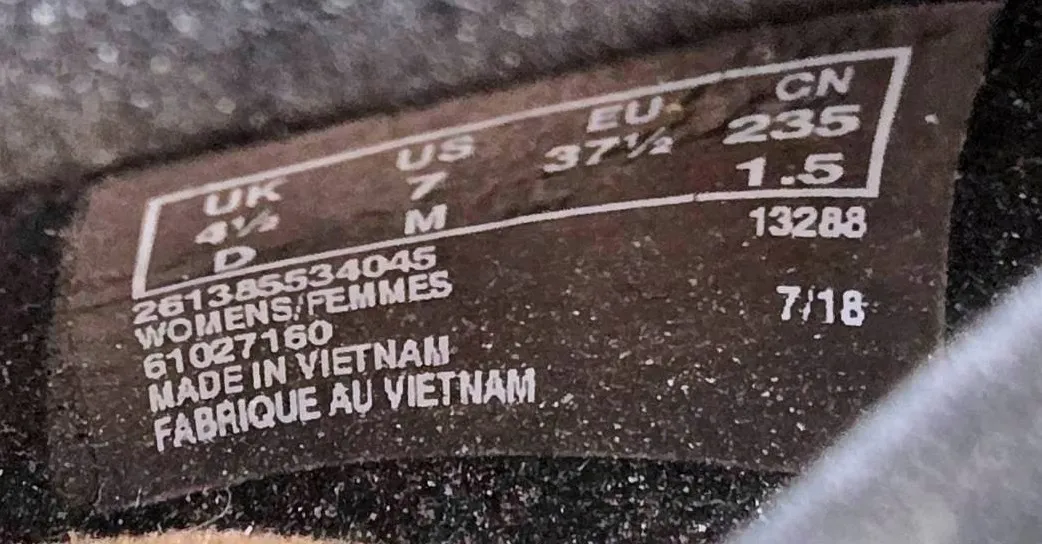 UK US EU CN
4½ 7 37½ 235
D M 1.5
261385534045 13288
WOMENS/FEMMES
61027160 7/18
MADE IN VIETNAM
FABRIQUE AU VIETNAM